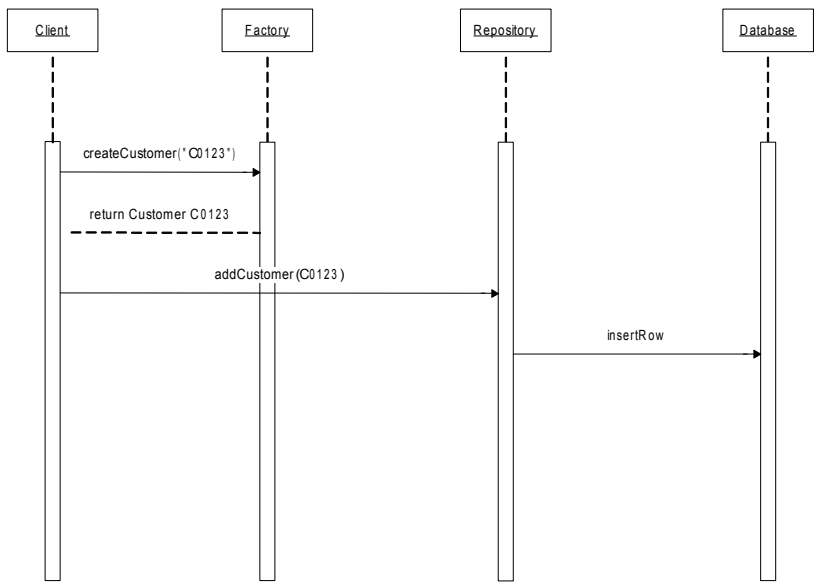 Client
Factory
Repository
Database
createCustomer("C0123")
return Customer C0123
addCustomer(C0123)
insertRow